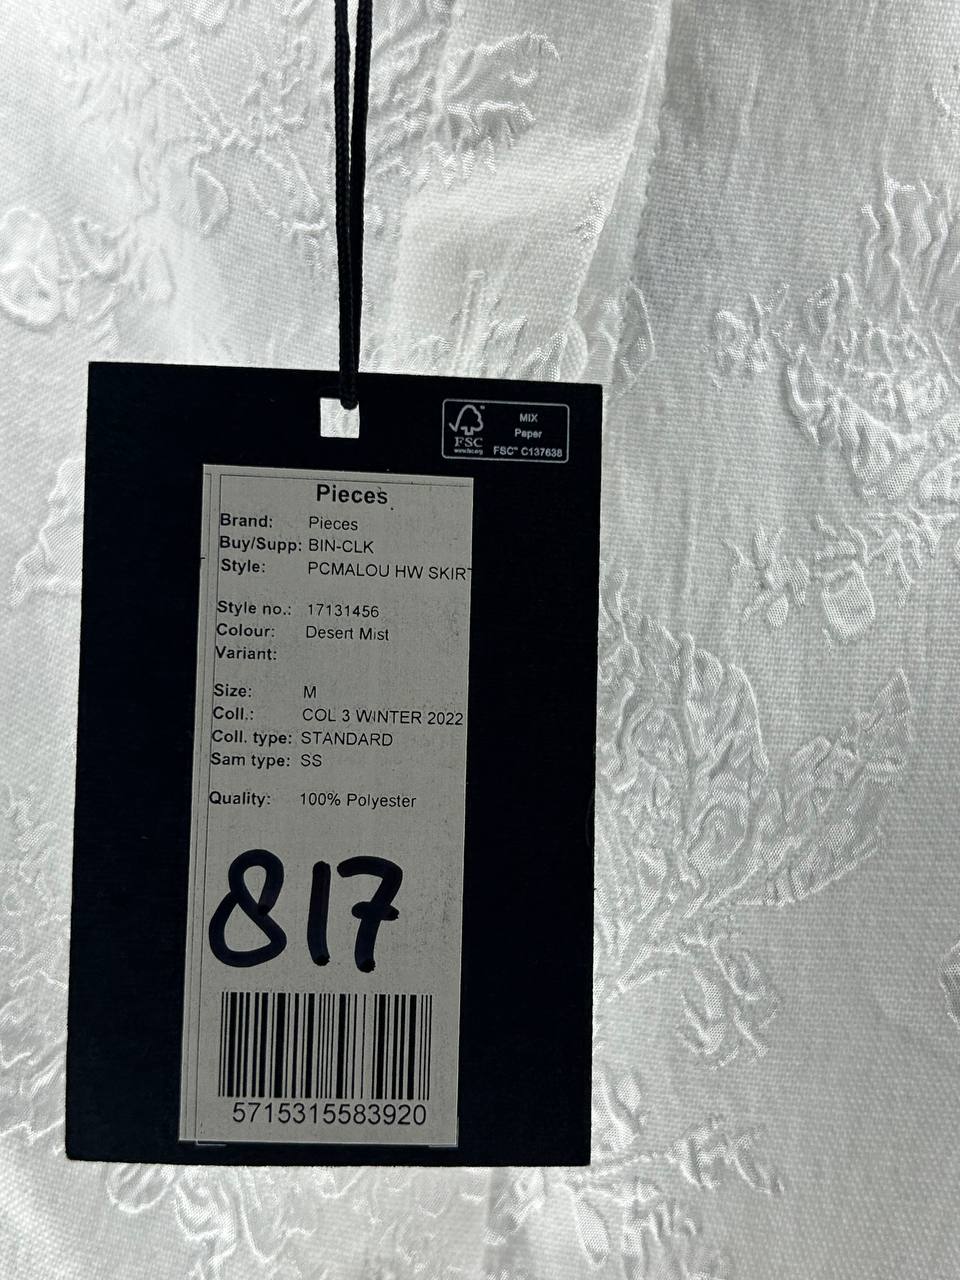 FSC
www.fsc.org
MIX
Paper
FSC™ C137638
Pieces
Brand: Pieces
Buy/Supp: BIN-CLK
Style: PCMALOU HW SKIRT
Style no.: 17131456
Colour: Desert Mist
Variant:
Size: M
Coll.: COL 3 WINTER 2022
Coll. type: STANDARD
Sam type: SS
Quality: 100% Polyester
817
5715315583920